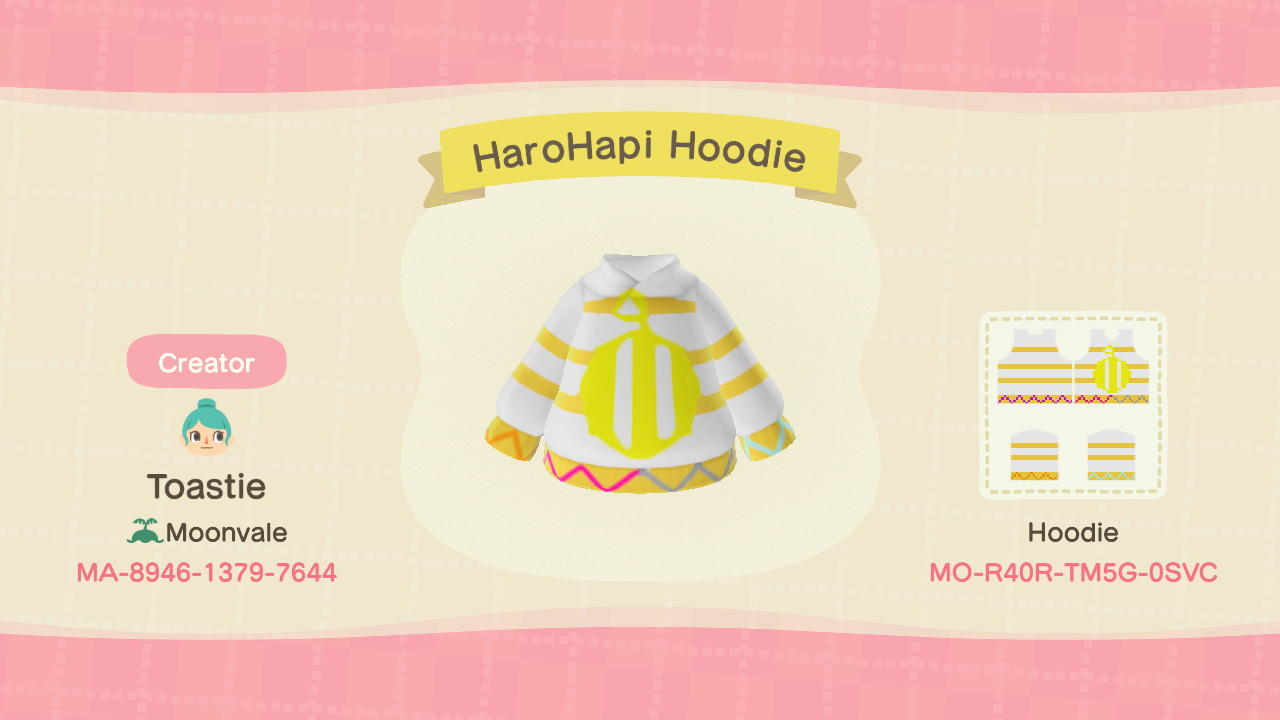 HaroHapi Hoodie
Creator
Toastie
Moonvale
MA-8946-1379-7644
Hoodie
MO-R40R-TM5G-0SVC